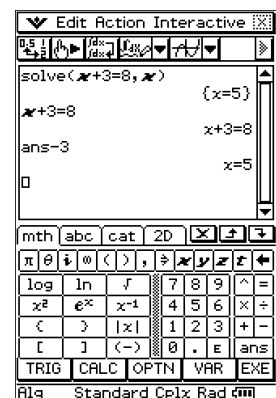 Edit Action Interactive
solve(x+3=8,x)
{x=5}
x+3=8
x+3=8
ans-3
x=5
mth abc cat 2D
π θ i ∞ ( ) , ⇒ x y z t
log ln √ 7 8 9 ^ =
x² eˣ x⁻¹ 4 5 6 × ÷
( ) |x| 1 2 3 + −
[ ] (−) 0 . E ans
TRIG CALC OPTN VAR EXE
Alg Standard Cplx Rad